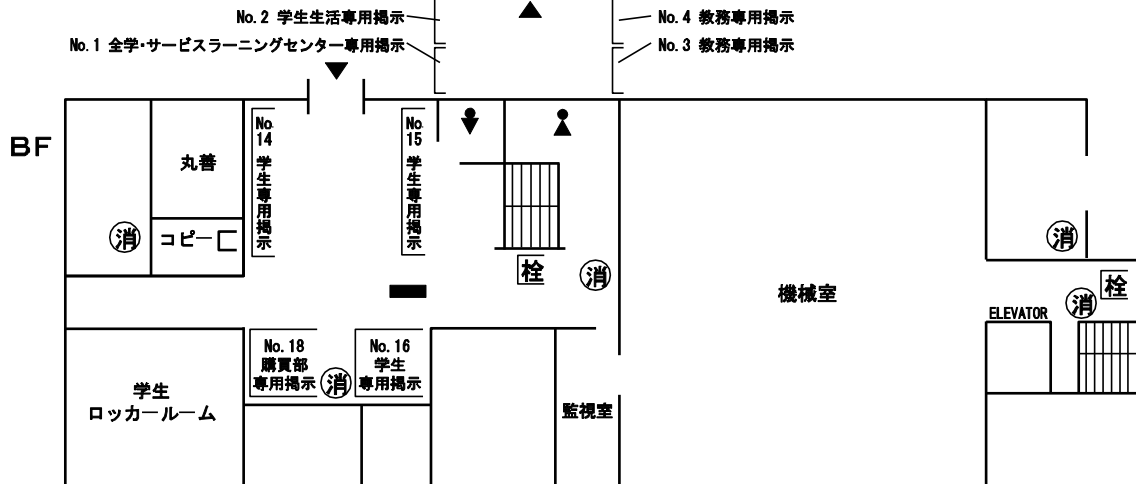 No.2 学生生活専用掲示
No.4 教務専用掲示
No.1 全学・サービスラーニングセンター専用掲示
No.3 教務専用掲示
BF
丸善
No.14 学生専用掲示
No.15 学生専用掲示
消
コピー
消
栓
消
機械室
栓
消
ELEVATOR
No.18
購買部
専用掲示
消
No.16
学生
専用掲示
学生
ロッカールーム
監視室